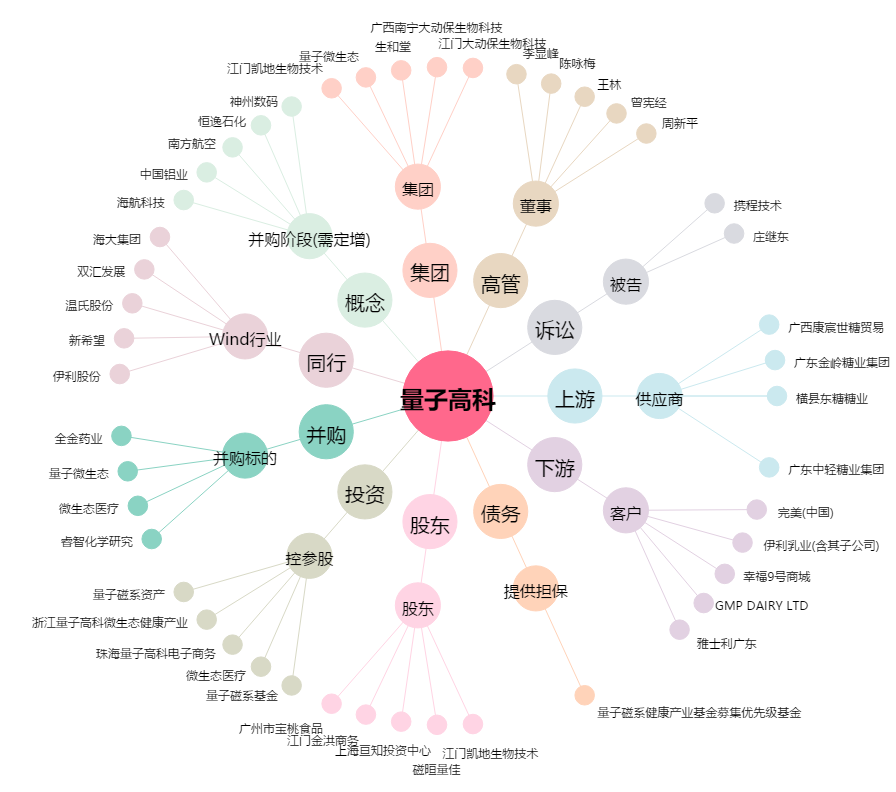 广西南宁大动保生物科技
江门大动保生物科技
生和堂
量子微生态
江门凯地生物技术
李显峰
陈咏梅
王林
曾宪经
周新平
神州数码
恒逸石化
南方航空
中国铝业
海航科技
集团
董事
携程技术
庄继东
并购阶段(需定增)
被告
海大集团
双汇发展
温氏股份
新希望
伊利股份
集团
高管
概念
诉讼
Wind行业
同行
广西康宸世糖贸易
广东金岭糖业集团
横县东糖糖业
广东中轻糖业集团
量子高科
上游
供应商
全金药业
量子微生态
微生态医疗
睿智化学研究
并购标的
并购
下游
投资
股东
债务
客户
完美(中国)
伊利乳业(含其子公司)
幸福9号商城
GMP DAIRY LTD
雅士利广东
控参股
提供担保
股东
量子磁系资产
浙江量子高科微生态健康产业
珠海量子高科电子商务
微生态医疗
量子磁系基金
量子磁系健康产业基金募集优先级基金
广州市宝桃食品
江门金洪商务
上海亘知投资中心
磁晅量佳
江门凯地生物技术